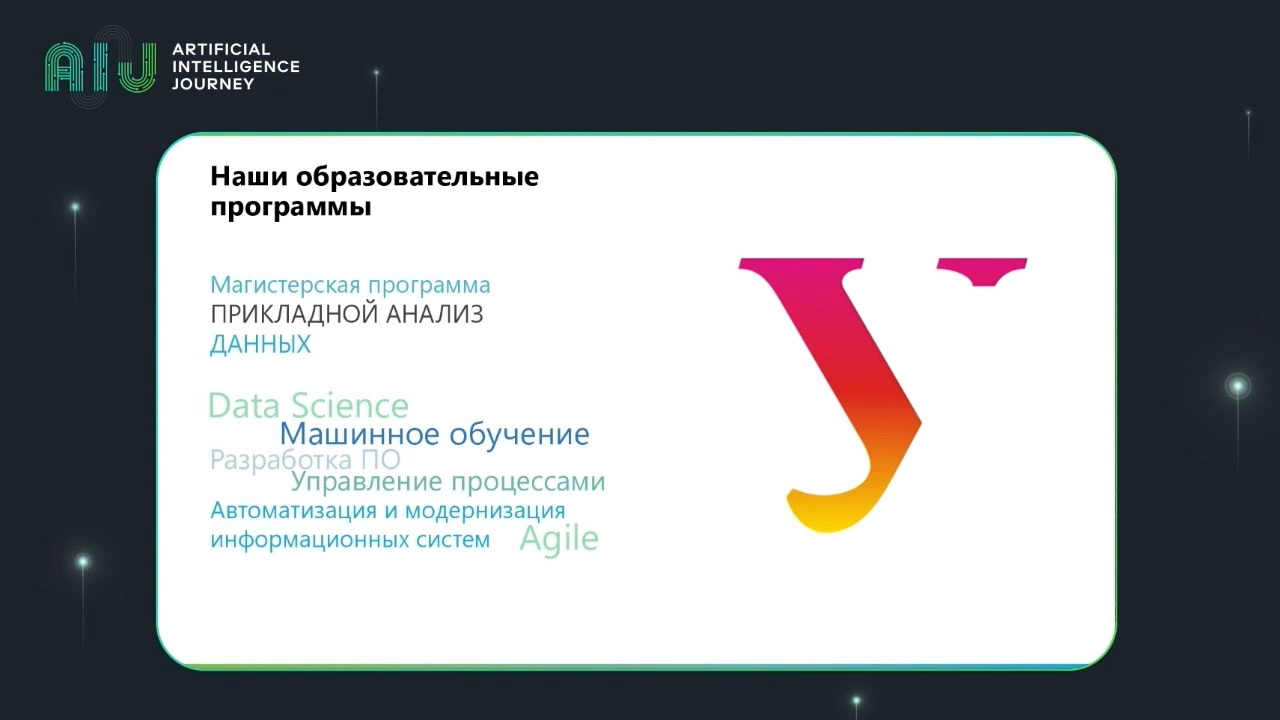 AIJ
ARTIFICIAL
INTELLIGENCE
JOURNEY
Наши образовательные
программы
Магистерская программа
ПРИКЛАДНОЙ АНАЛИЗ
ДАННЫХ
Data Science
Машинное обучение
Разработка ПО
Управление процессами
Автоматизация и модернизация
информационных систем
Agile
У